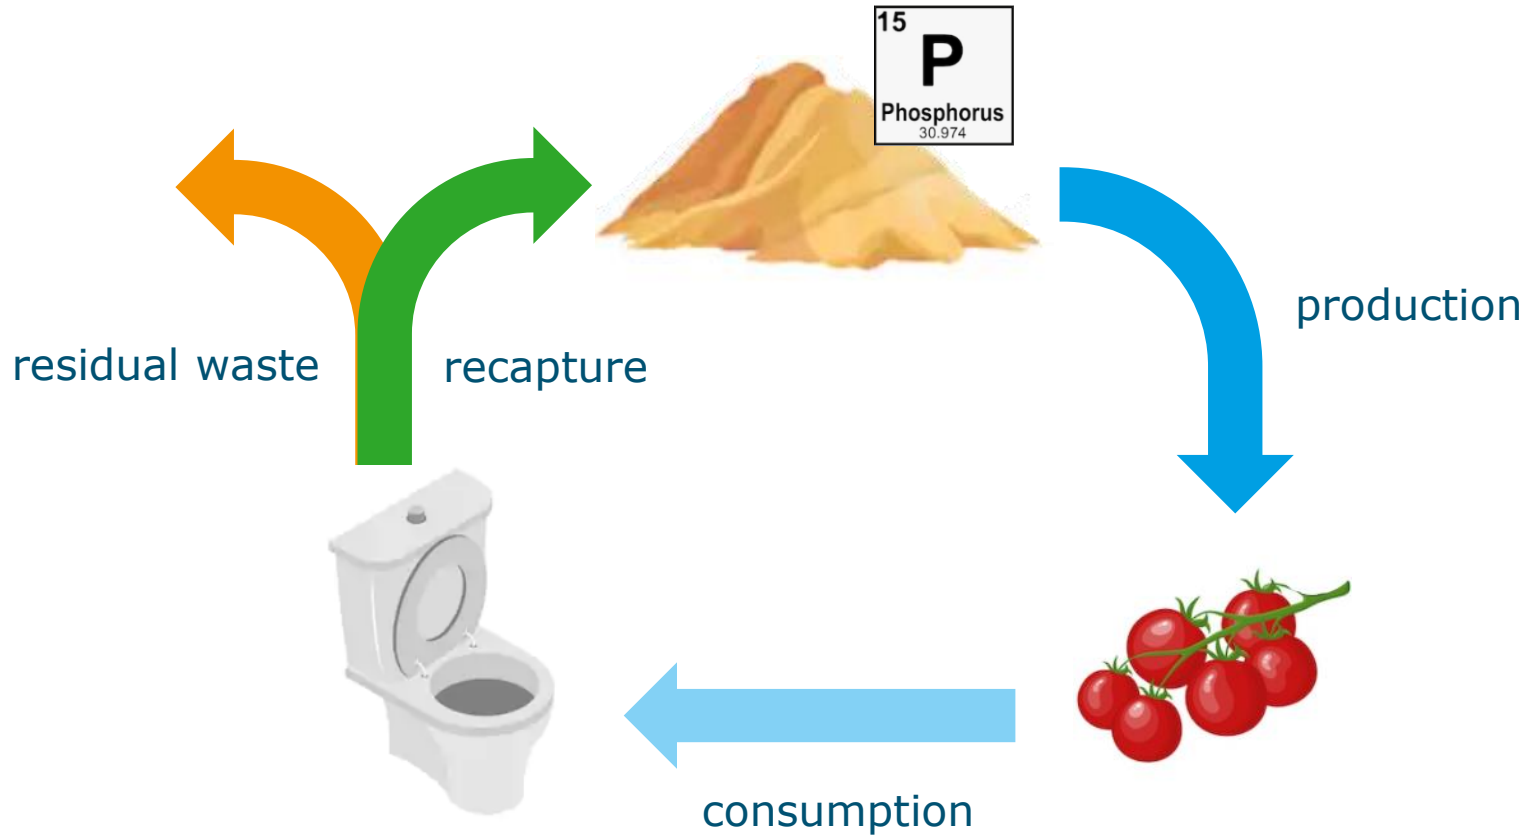 15
P
Phosphorus
30.974
production
residual waste
recapture
consumption